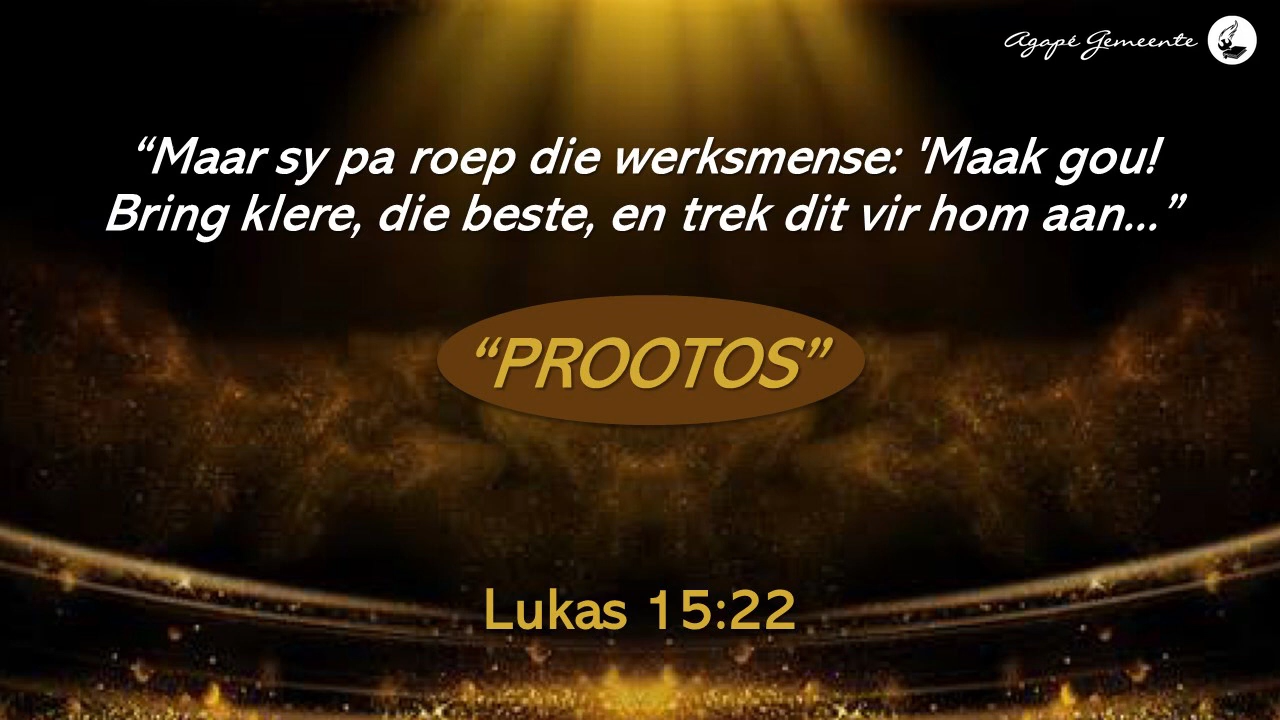 Agapé Gemeente
“Maar sy pa roep die werksmense: 'Maak gou!
Bring klere, die beste, en trek dit vir hom aan...”
“PROOTOS”
Lukas 15:22